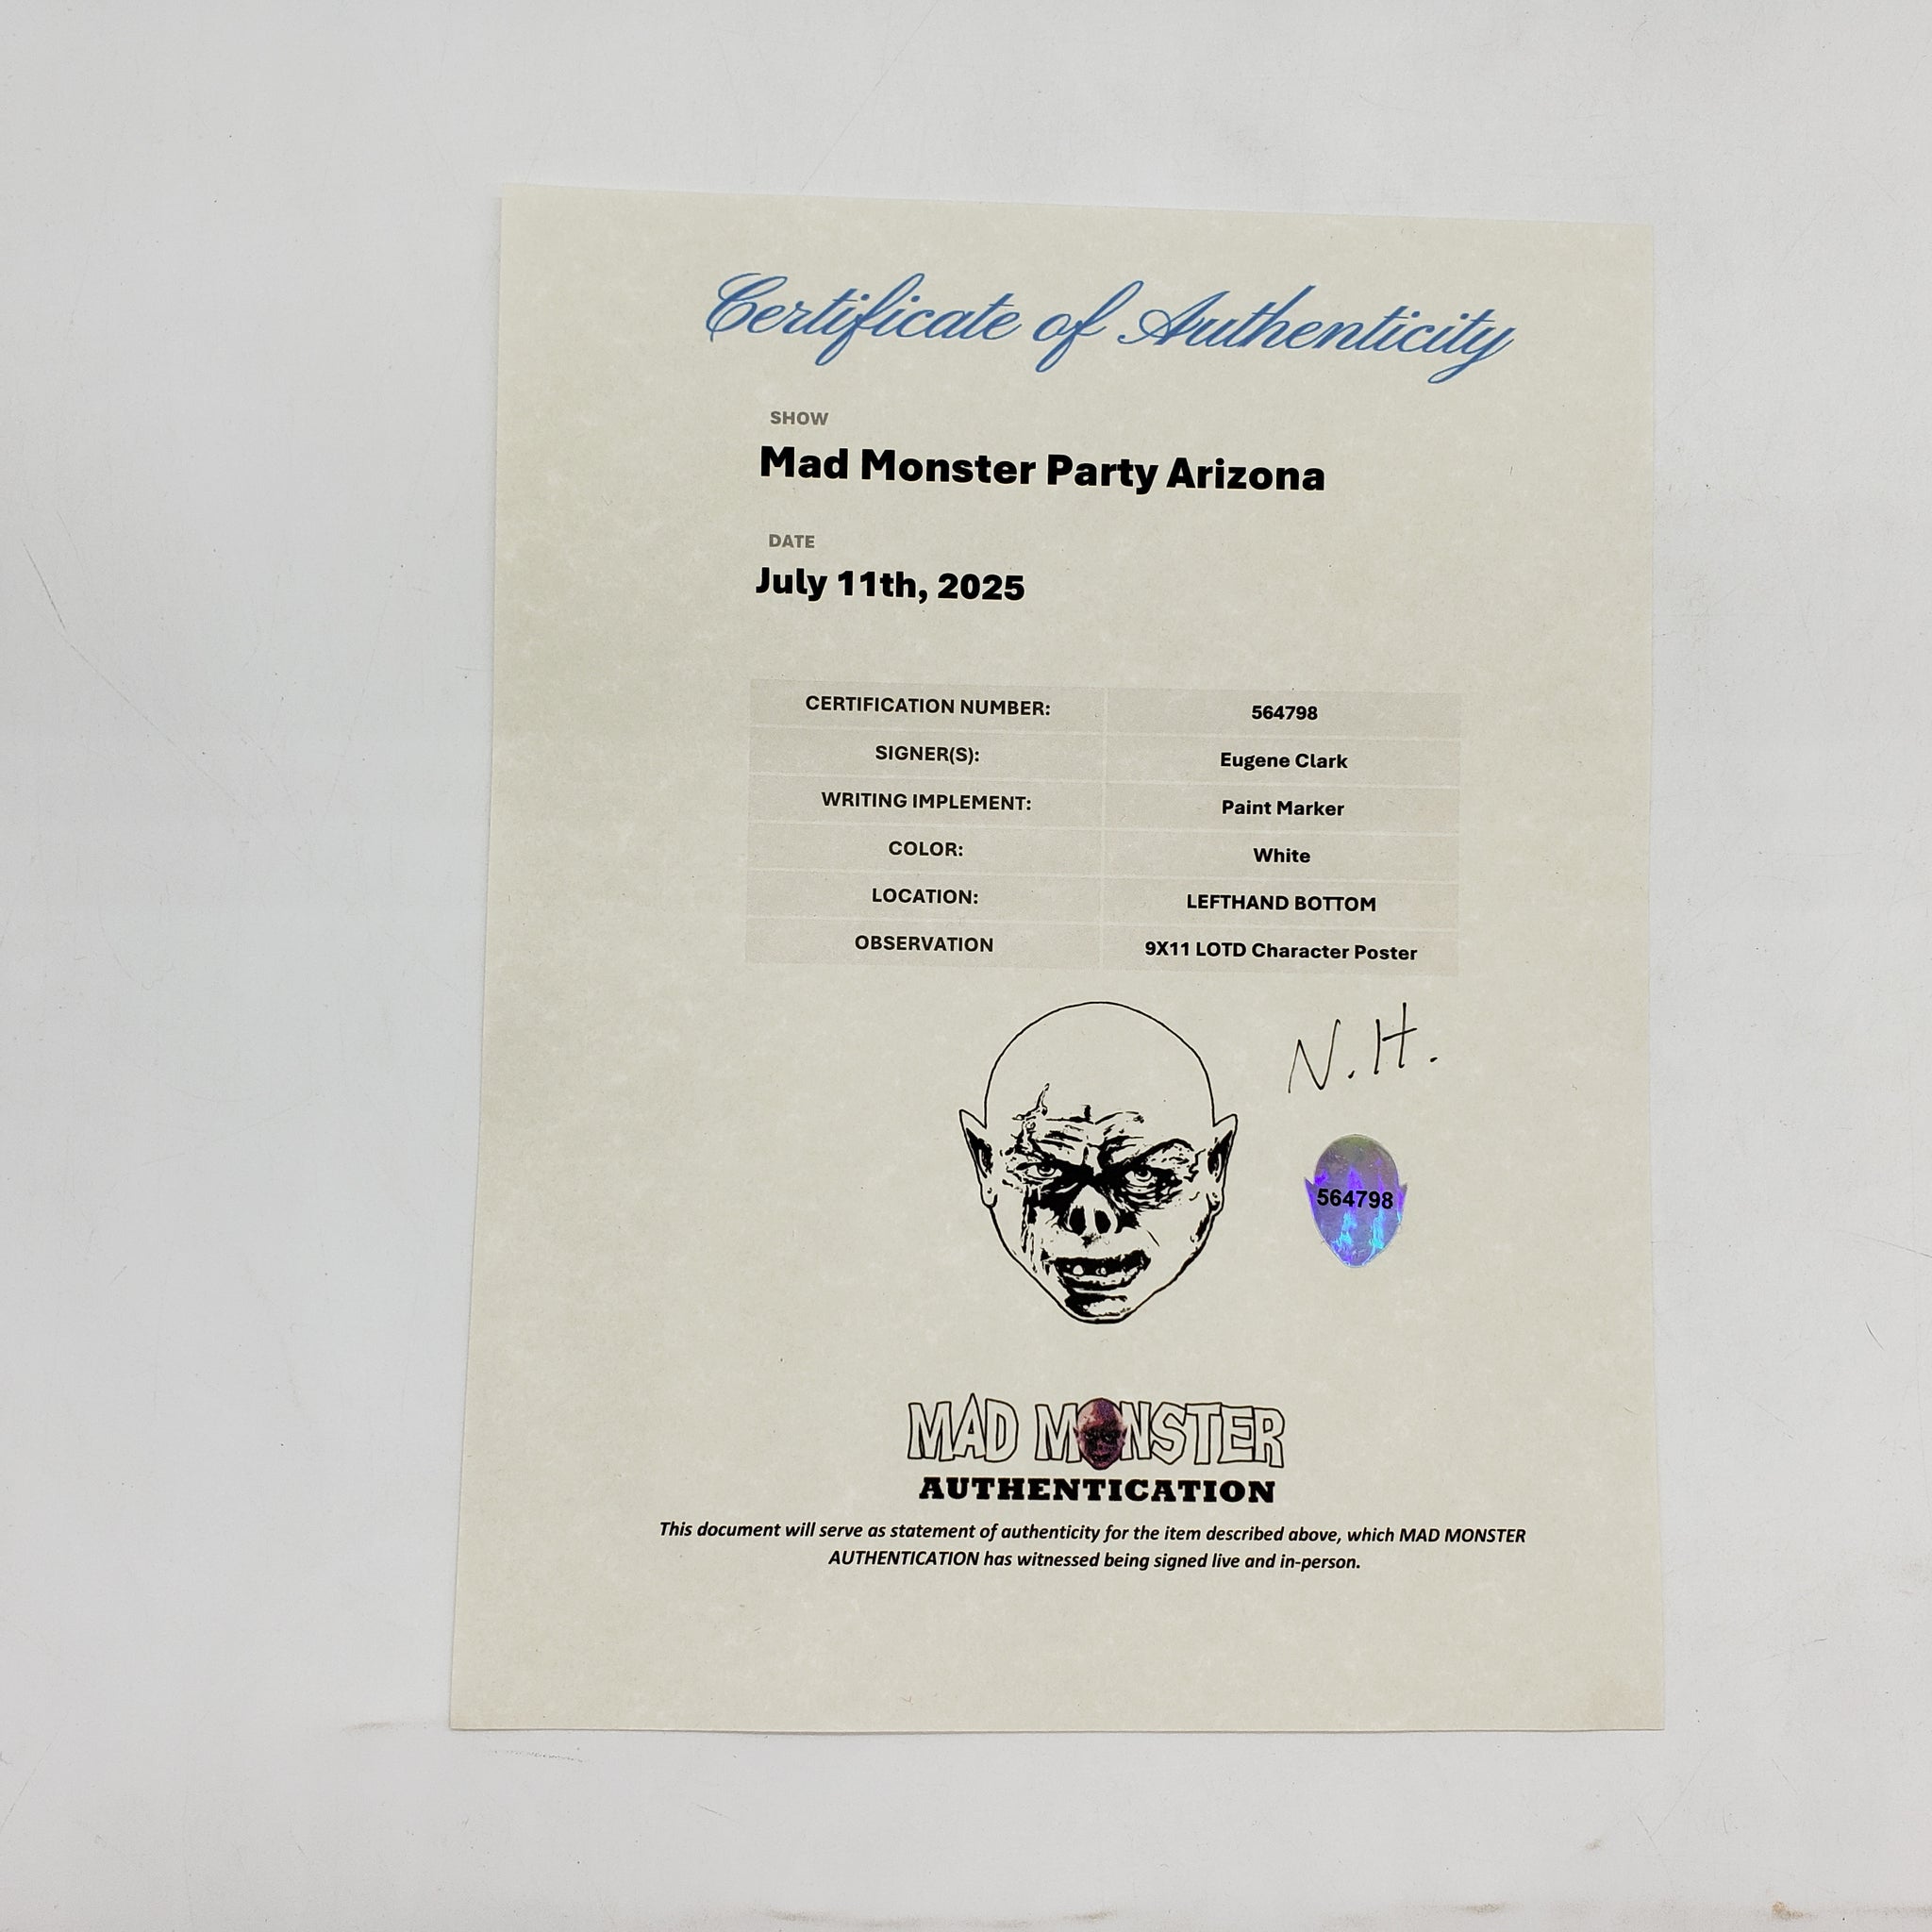 Certificate of Authenticity
SHOW
Mad Monster Party Arizona
DATE
July 11th, 2025
CERTIFICATION NUMBER: 564798
SIGNER(S): Eugene Clark
WRITING IMPLEMENT: Paint Marker
COLOR: White
LOCATION: LEFTHAND BOTTOM
OBSERVATION 9X11 LOTD Character Poster
N.H.
564798
MAD MONSTER
AUTHENTICATION
This document will serve as statement of authenticity for the item described above, which MAD MONSTER
AUTHENTICATION has witnessed being signed live and in-person.